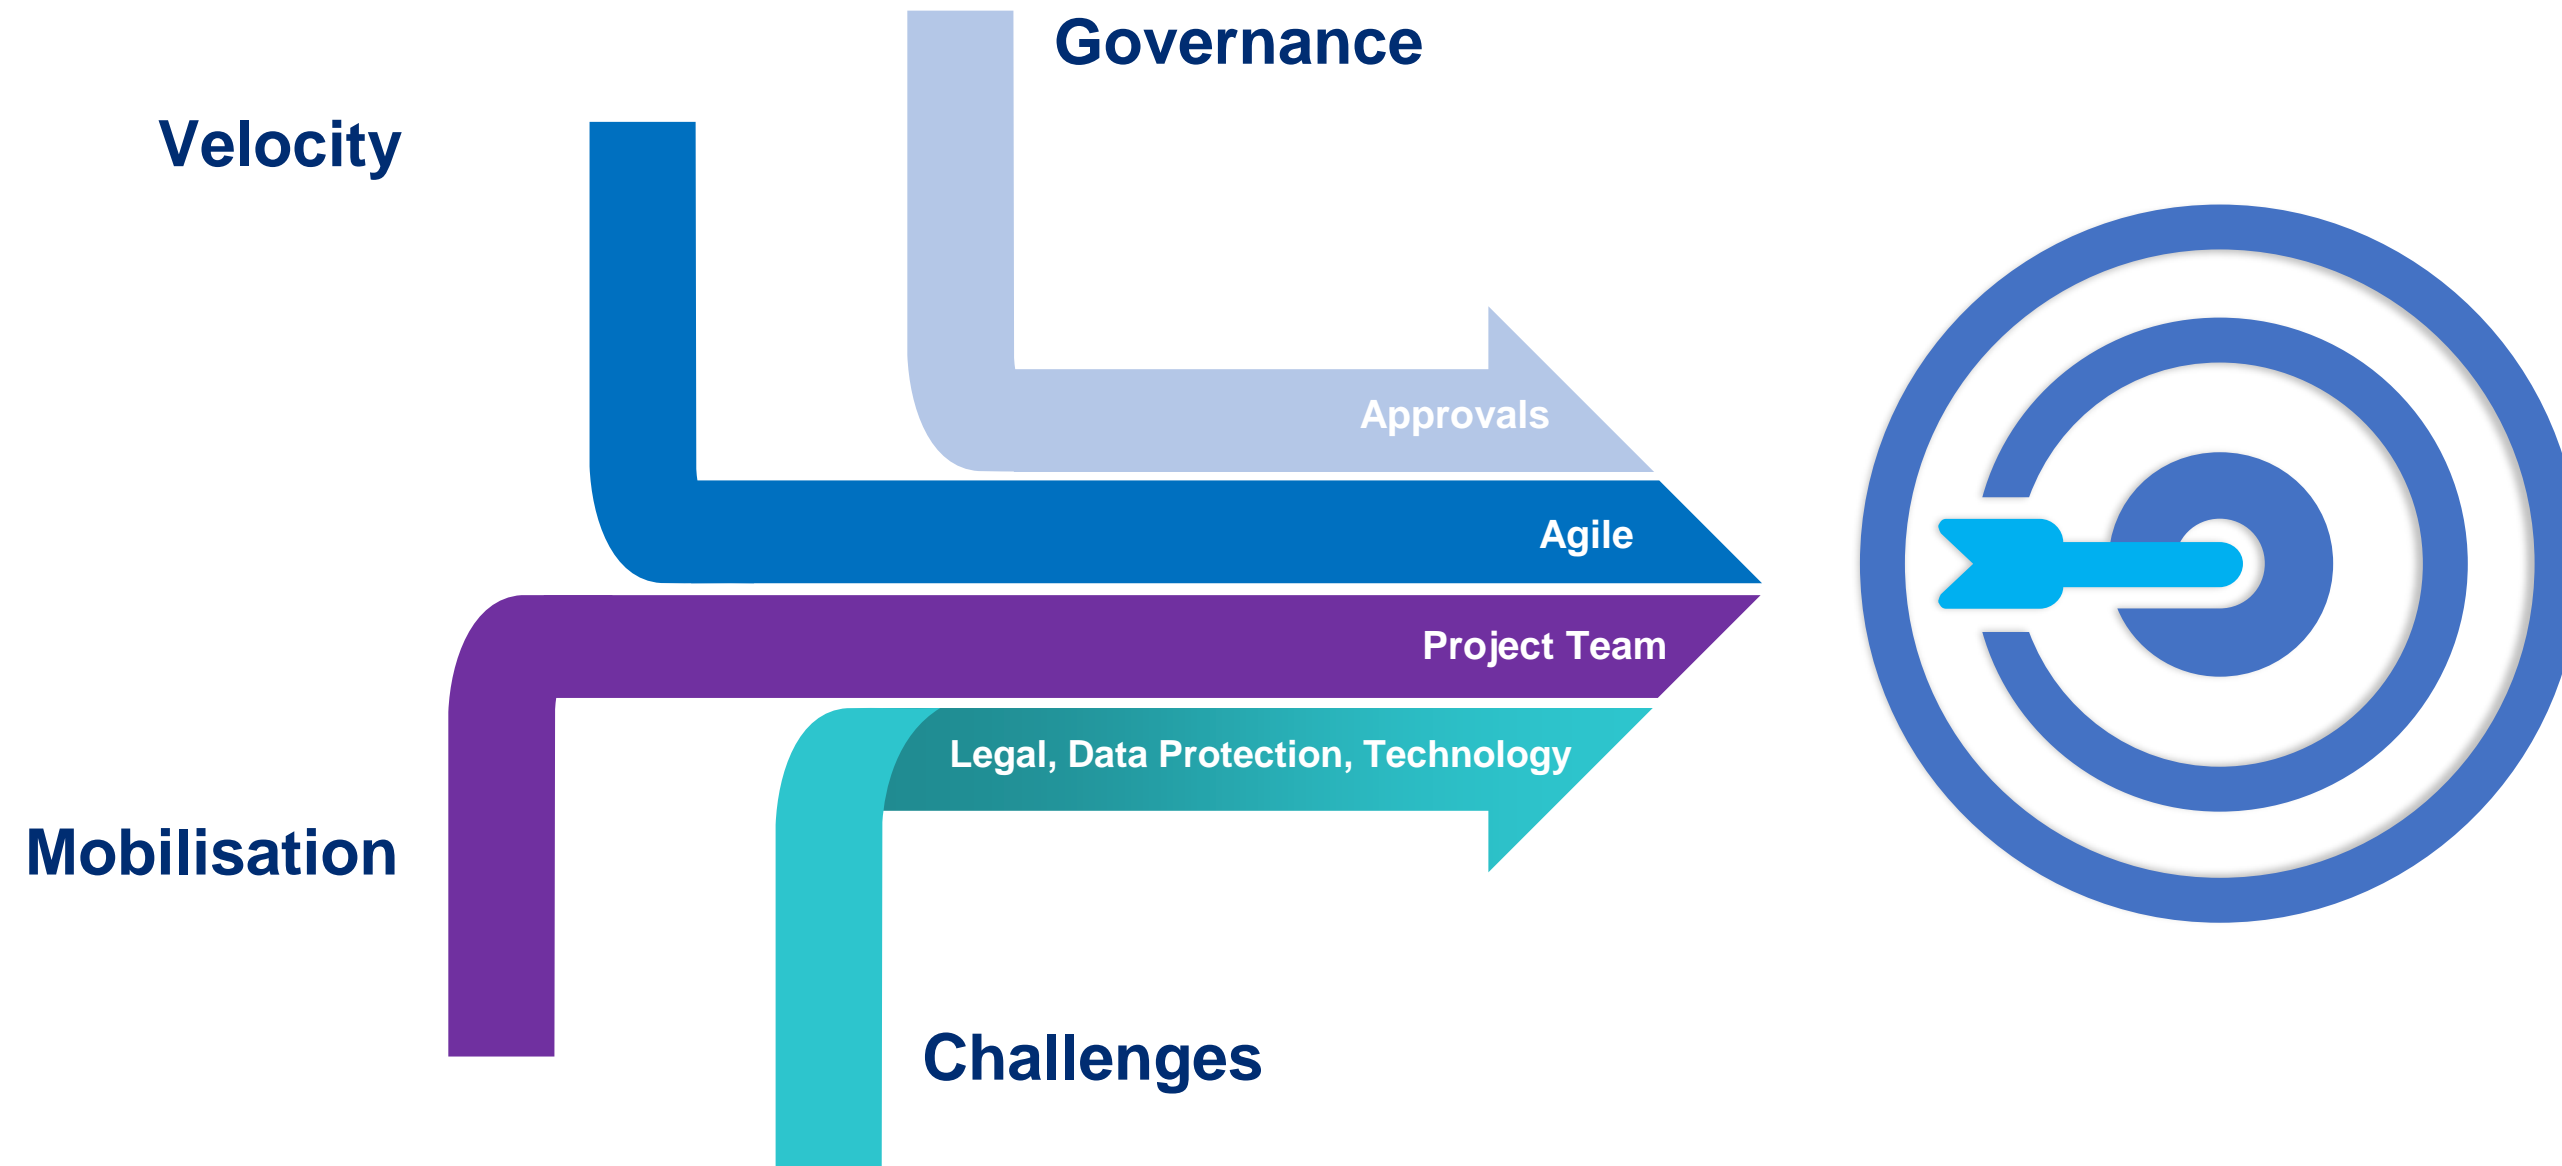 Governance
Velocity
Approvals
Agile
Project Team
Legal, Data Protection, Technology
Mobilisation
Challenges